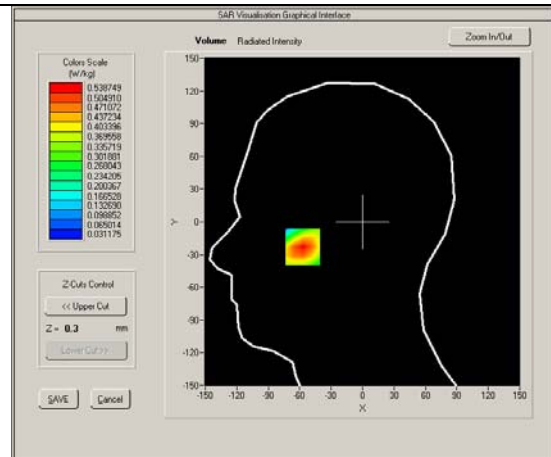 SAR Visualisation Graphical Interface
Volume Radiated Intensity
Zoom In/Out
Colors Scale
(W/kg)
0.538749
0.504910
0.471072
0.437234
0.403396
0.369558
0.335719
0.301881
0.268043
0.234205
0.200367
0.166528
0.132690
0.098852
0.065014
0.031175
Z-Cuts Control
<< Upper Cut
Z = 0.3 mm
Lower Cut >>
SAVE Cancel
150
120
90
60
30
0
-30
-60
-90
-120
-150
Y
-150 -120 -90 -60 -30 0 30 60 90 120 150
X